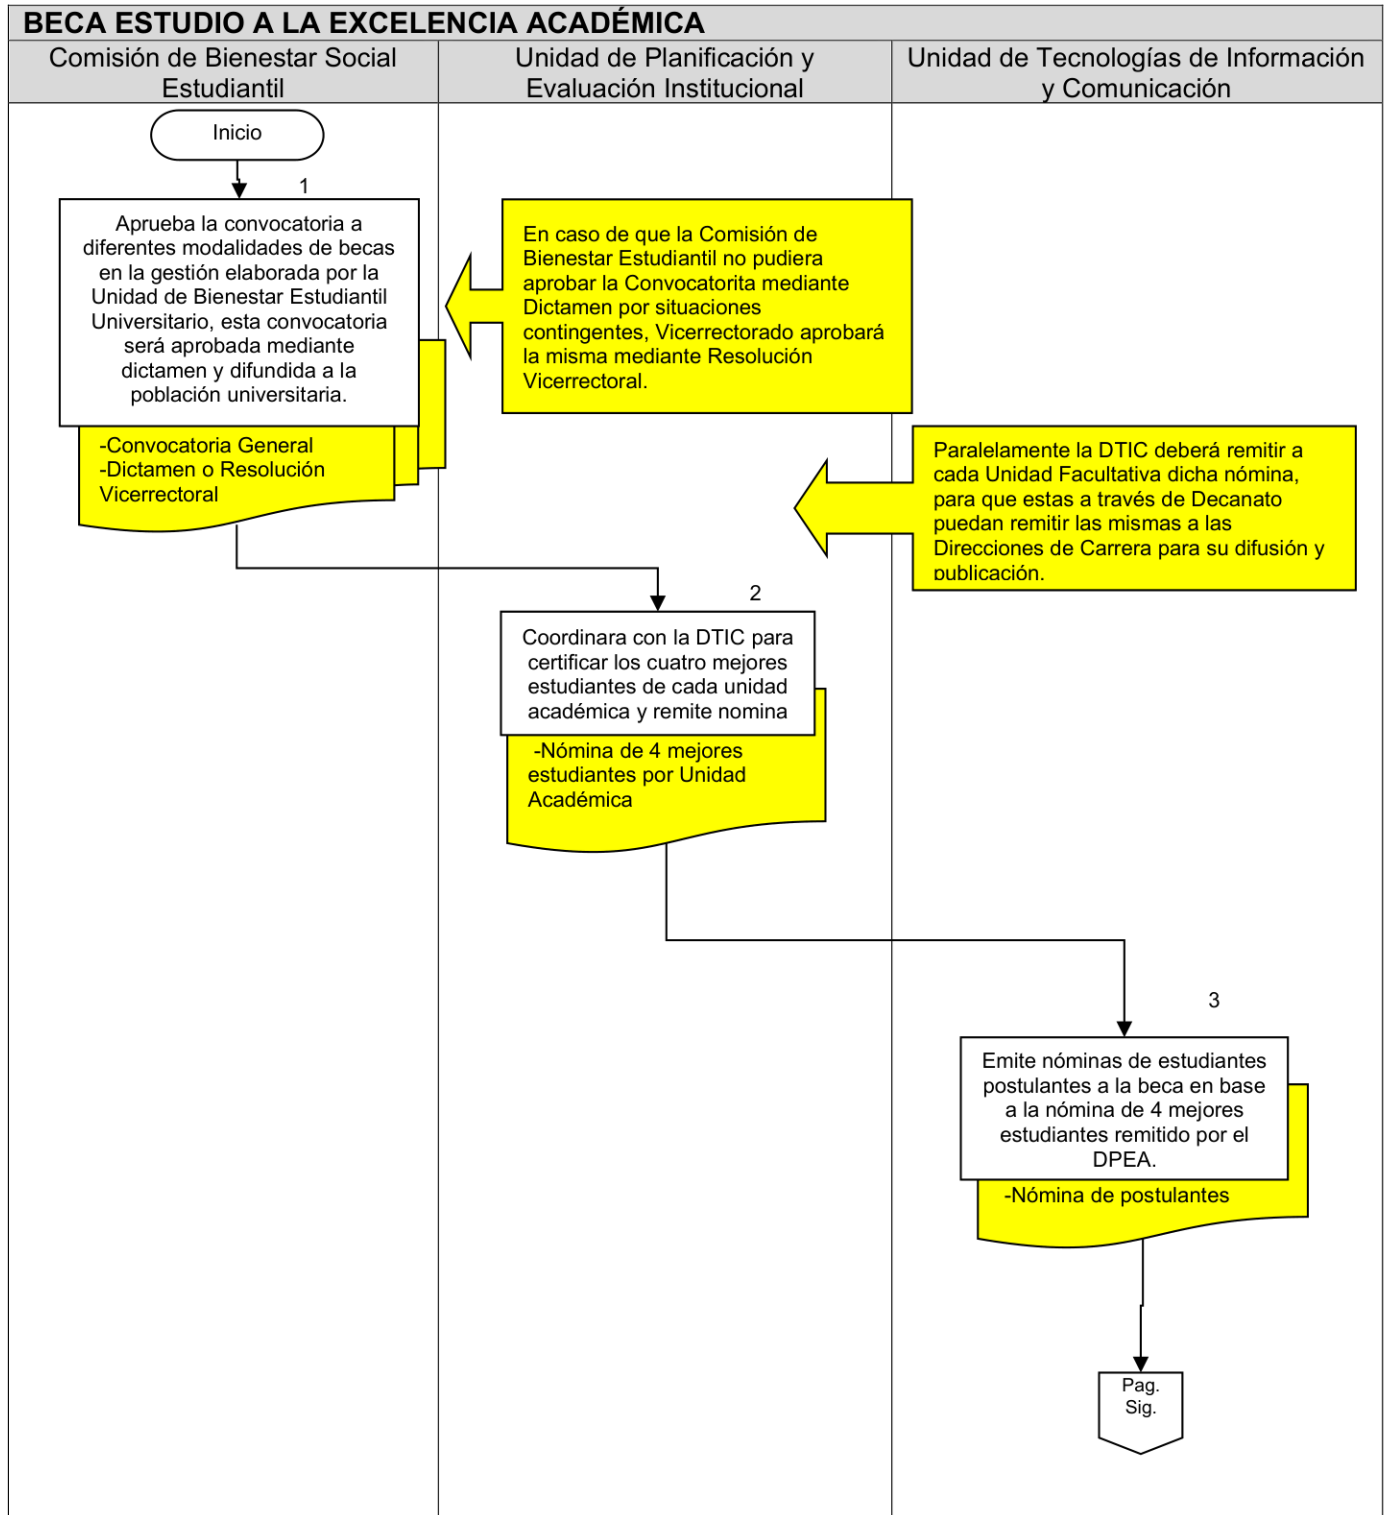 BECA ESTUDIO A LA EXCELENCIA ACADÉMICA
Comisión de Bienestar Social
Estudiantil
Unidad de Planificación y
Evaluación Institucional
Unidad de Tecnologías de Información
y Comunicación
Inicio
1
Aprueba la convocatoria a
diferentes modalidades de becas
en la gestión elaborada por la
Unidad de Bienestar Estudiantil
Universitario, esta convocatoria
será aprobada mediante
dictamen y difundida a la
población universitaria.
-Convocatoria General
-Dictamen o Resolución
Vicerrectoral
En caso de que la Comisión de
Bienestar Estudiantil no pudiera
aprobar la Convocatorita mediante
Dictamen por situaciones
contingentes, Vicerrectorado aprobará
la misma mediante Resolución
Vicerrectoral.
Paralelamente la DTIC deberá remitir a
cada Unidad Facultativa dicha nómina,
para que estas a través de Decanato
puedan remitir las mismas a las
Direcciones de Carrera para su difusión y
publicación.
2
Coordinara con la DTIC para
certificar los cuatro mejores
estudiantes de cada unidad
académica y remite nomina
-Nómina de 4 mejores
estudiantes por Unidad
Académica
3
Emite nóminas de estudiantes
postulantes a la beca en base
a la nómina de 4 mejores
estudiantes remitido por el
DPEA.
-Nómina de postulantes
Pag.
Sig.